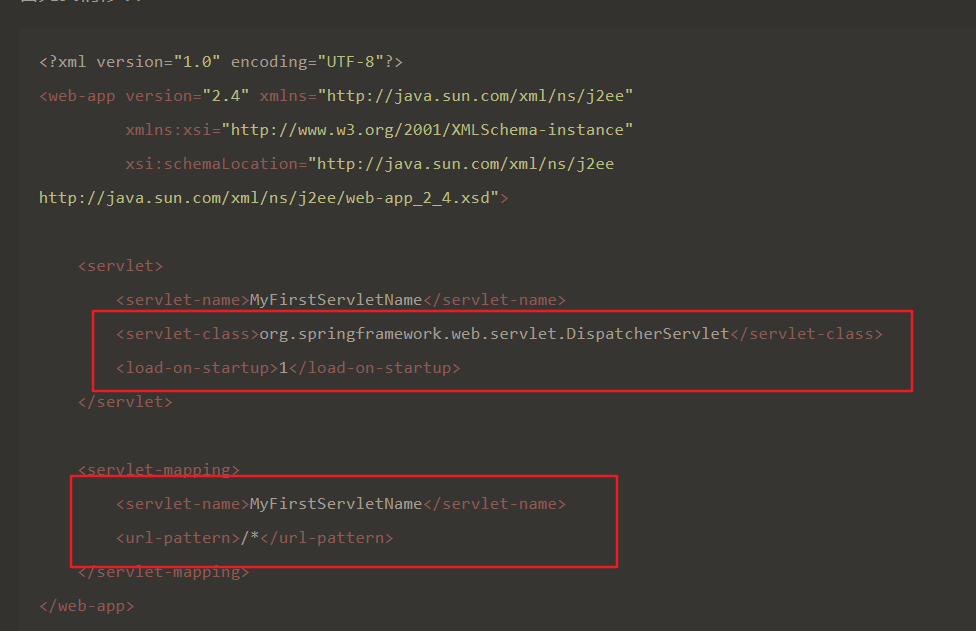 <?xml version="1.0" encoding="UTF-8"?>
<web-app version="2.4" xmlns="http://java.sun.com/xml/ns/j2ee"
xmlns:xsi="http://www.w3.org/2001/XMLSchema-instance"
xsi:schemaLocation="http://java.sun.com/xml/ns/j2ee
http://java.sun.com/xml/ns/j2ee/web-app_2_4.xsd">
<servlet>
<servlet-name>MyFirstServletName</servlet-name>
<servlet-class>org.springframework.web.servlet.DispatcherServlet</servlet-class>
<load-on-startup>1</load-on-startup>
</servlet>
<servlet-mapping>
<servlet-name>MyFirstServletName</servlet-name>
<url-pattern>/*</url-pattern>
</servlet-mapping>
</web-app>